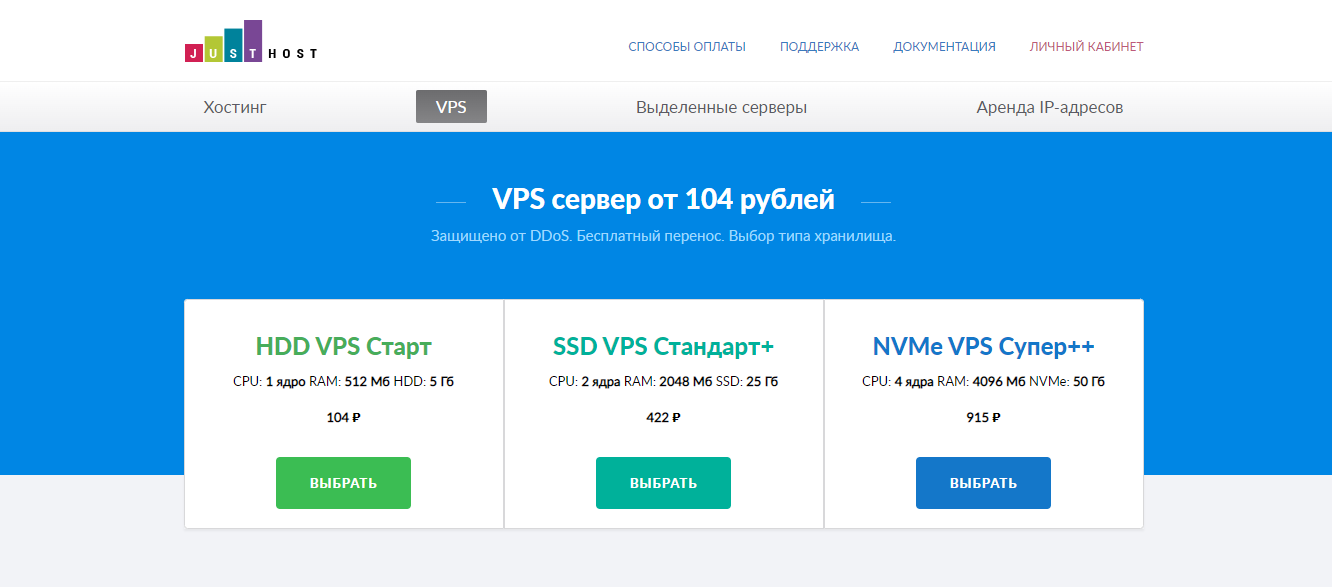 JUST HOST
СПОСОБЫ ОПЛАТЫ ПОДДЕРЖКА ДОКУМЕНТАЦИЯ ЛИЧНЫЙ КАБИНЕТ
Хостинг VPS Выделенные серверы Аренда IP-адресов
VPS сервер от 104 рублей
Защищено от DDoS. Бесплатный перенос. Выбор типа хранилища.
HDD VPS Старт
CPU: 1 ядро RAM: 512 Мб HDD: 5 Гб
104 ₽
ВЫБРАТЬ
SSD VPS Стандарт+
CPU: 2 ядра RAM: 2048 Мб SSD: 25 Гб
422 ₽
ВЫБРАТЬ
NVMe VPS Супер++
CPU: 4 ядра RAM: 4096 Мб NVMe: 50 Гб
915 ₽
ВЫБРАТЬ